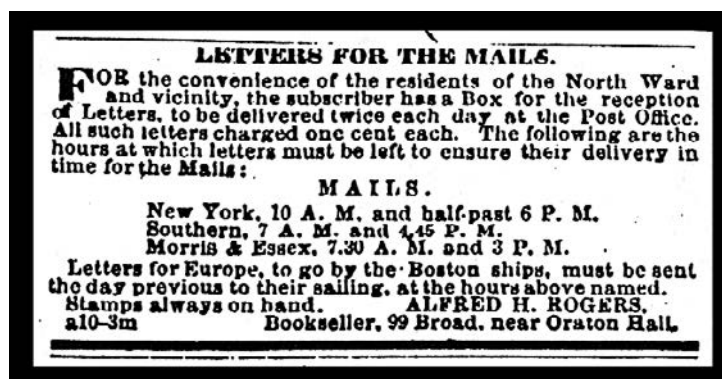 LETTERS FOR THE MAILS.
FOR the convenience of the residents of the North Ward
and vicinity, the subscriber has a Box for the reception
of Letters, to be delivered twice each day at the Post Office.
All such letters charged one cent each. The following are the
hours at which letters must be left to ensure their delivery in
time for the Mails:
MAILS.
New York, 10 A. M. and half-past 6 P. M.
Southern, 7 A. M. and 4,45 P. M.
Morris & Essex, 7.30 A. M. and 3 P. M.
Letters for Europe, to go by the Boston ships, must be sent
the day previous to their sailing, at the hours above named.
Stamps always on hand. ALFRED H. ROGERS,
a10-3m Bookseller, 99 Broad, near Oraton Hall.